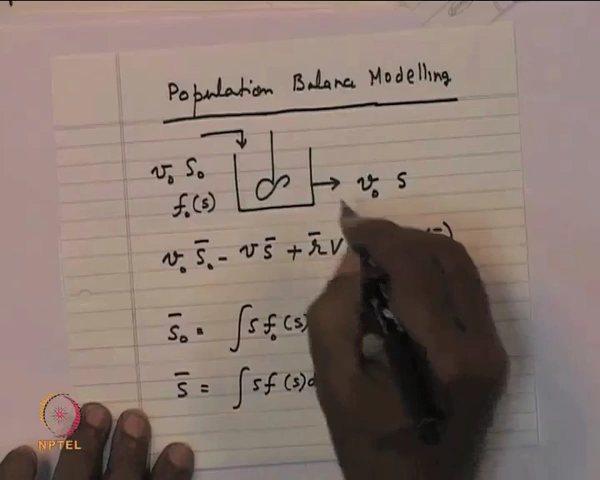 Population Balance Modelling
v₀ S₀
f₀(s)
v₀ s
v₀ S̄₀ - v s̄ + r̄ V
S̄₀ = ∫ s f₀ (s)
s̄ = ∫ s f (s) d
NPTEL